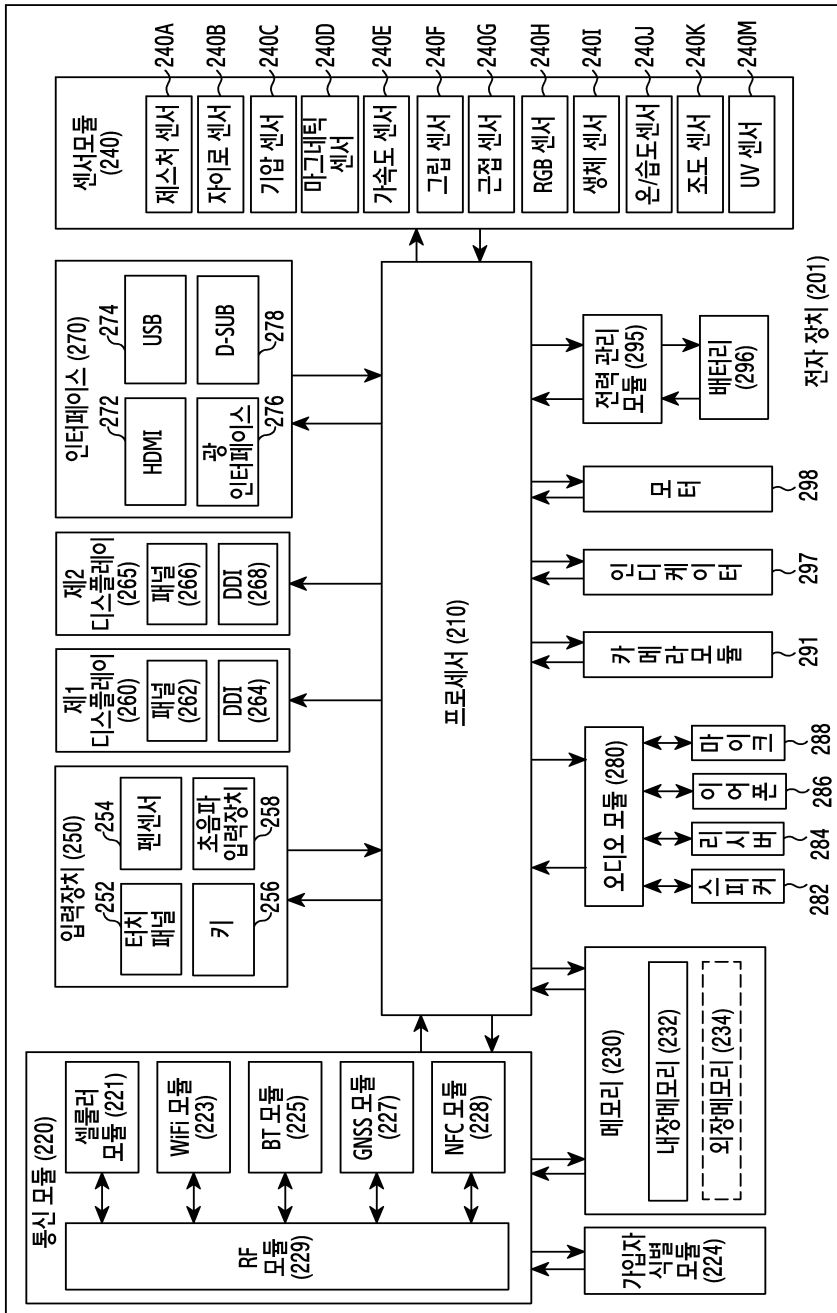 통신 모듈 (220)
RF
모듈
(229)
셀룰러
모듈 (221)
WiFi 모듈
(223)
BT 모듈
(225)
GNSS 모듈
(227)
NFC 모듈
(228)
가입자
식별
모듈 (224)
메모리 (230)
내장메모리 (232)
외장메모리 (234)
입력장치 (250)
252
터치
패널
254
펜센서
키
256
초음파
입력장치
258
제1
디스플레이
(260)
패널
(262)
DDI
(264)
제2
디스플레이
(265)
패널
(266)
DDI
(268)
인터페이스 (270)
272
HDMI
274
USB
광
인터페이스
276
D-SUB
278
프로세서 (210)
오디오 모듈 (280)
스피커
282
리시버
284
이어폰
286
마이크
288
카메라모듈
291
인디케이터
297
모터
298
전력 관리
모듈
(295)
배터리
(296)
센서모듈
(240)
제스처 센서
240A
자이로 센서
240B
기압 센서
240C
마그네틱
센서
240D
가속도 센서
240E
그립 센서
240F
근접 센서
240G
RGB 센서
240H
생체 센서
240I
온/습도센서
240J
조도 센서
240K
UV 센서
240M
전자 장치 (201)